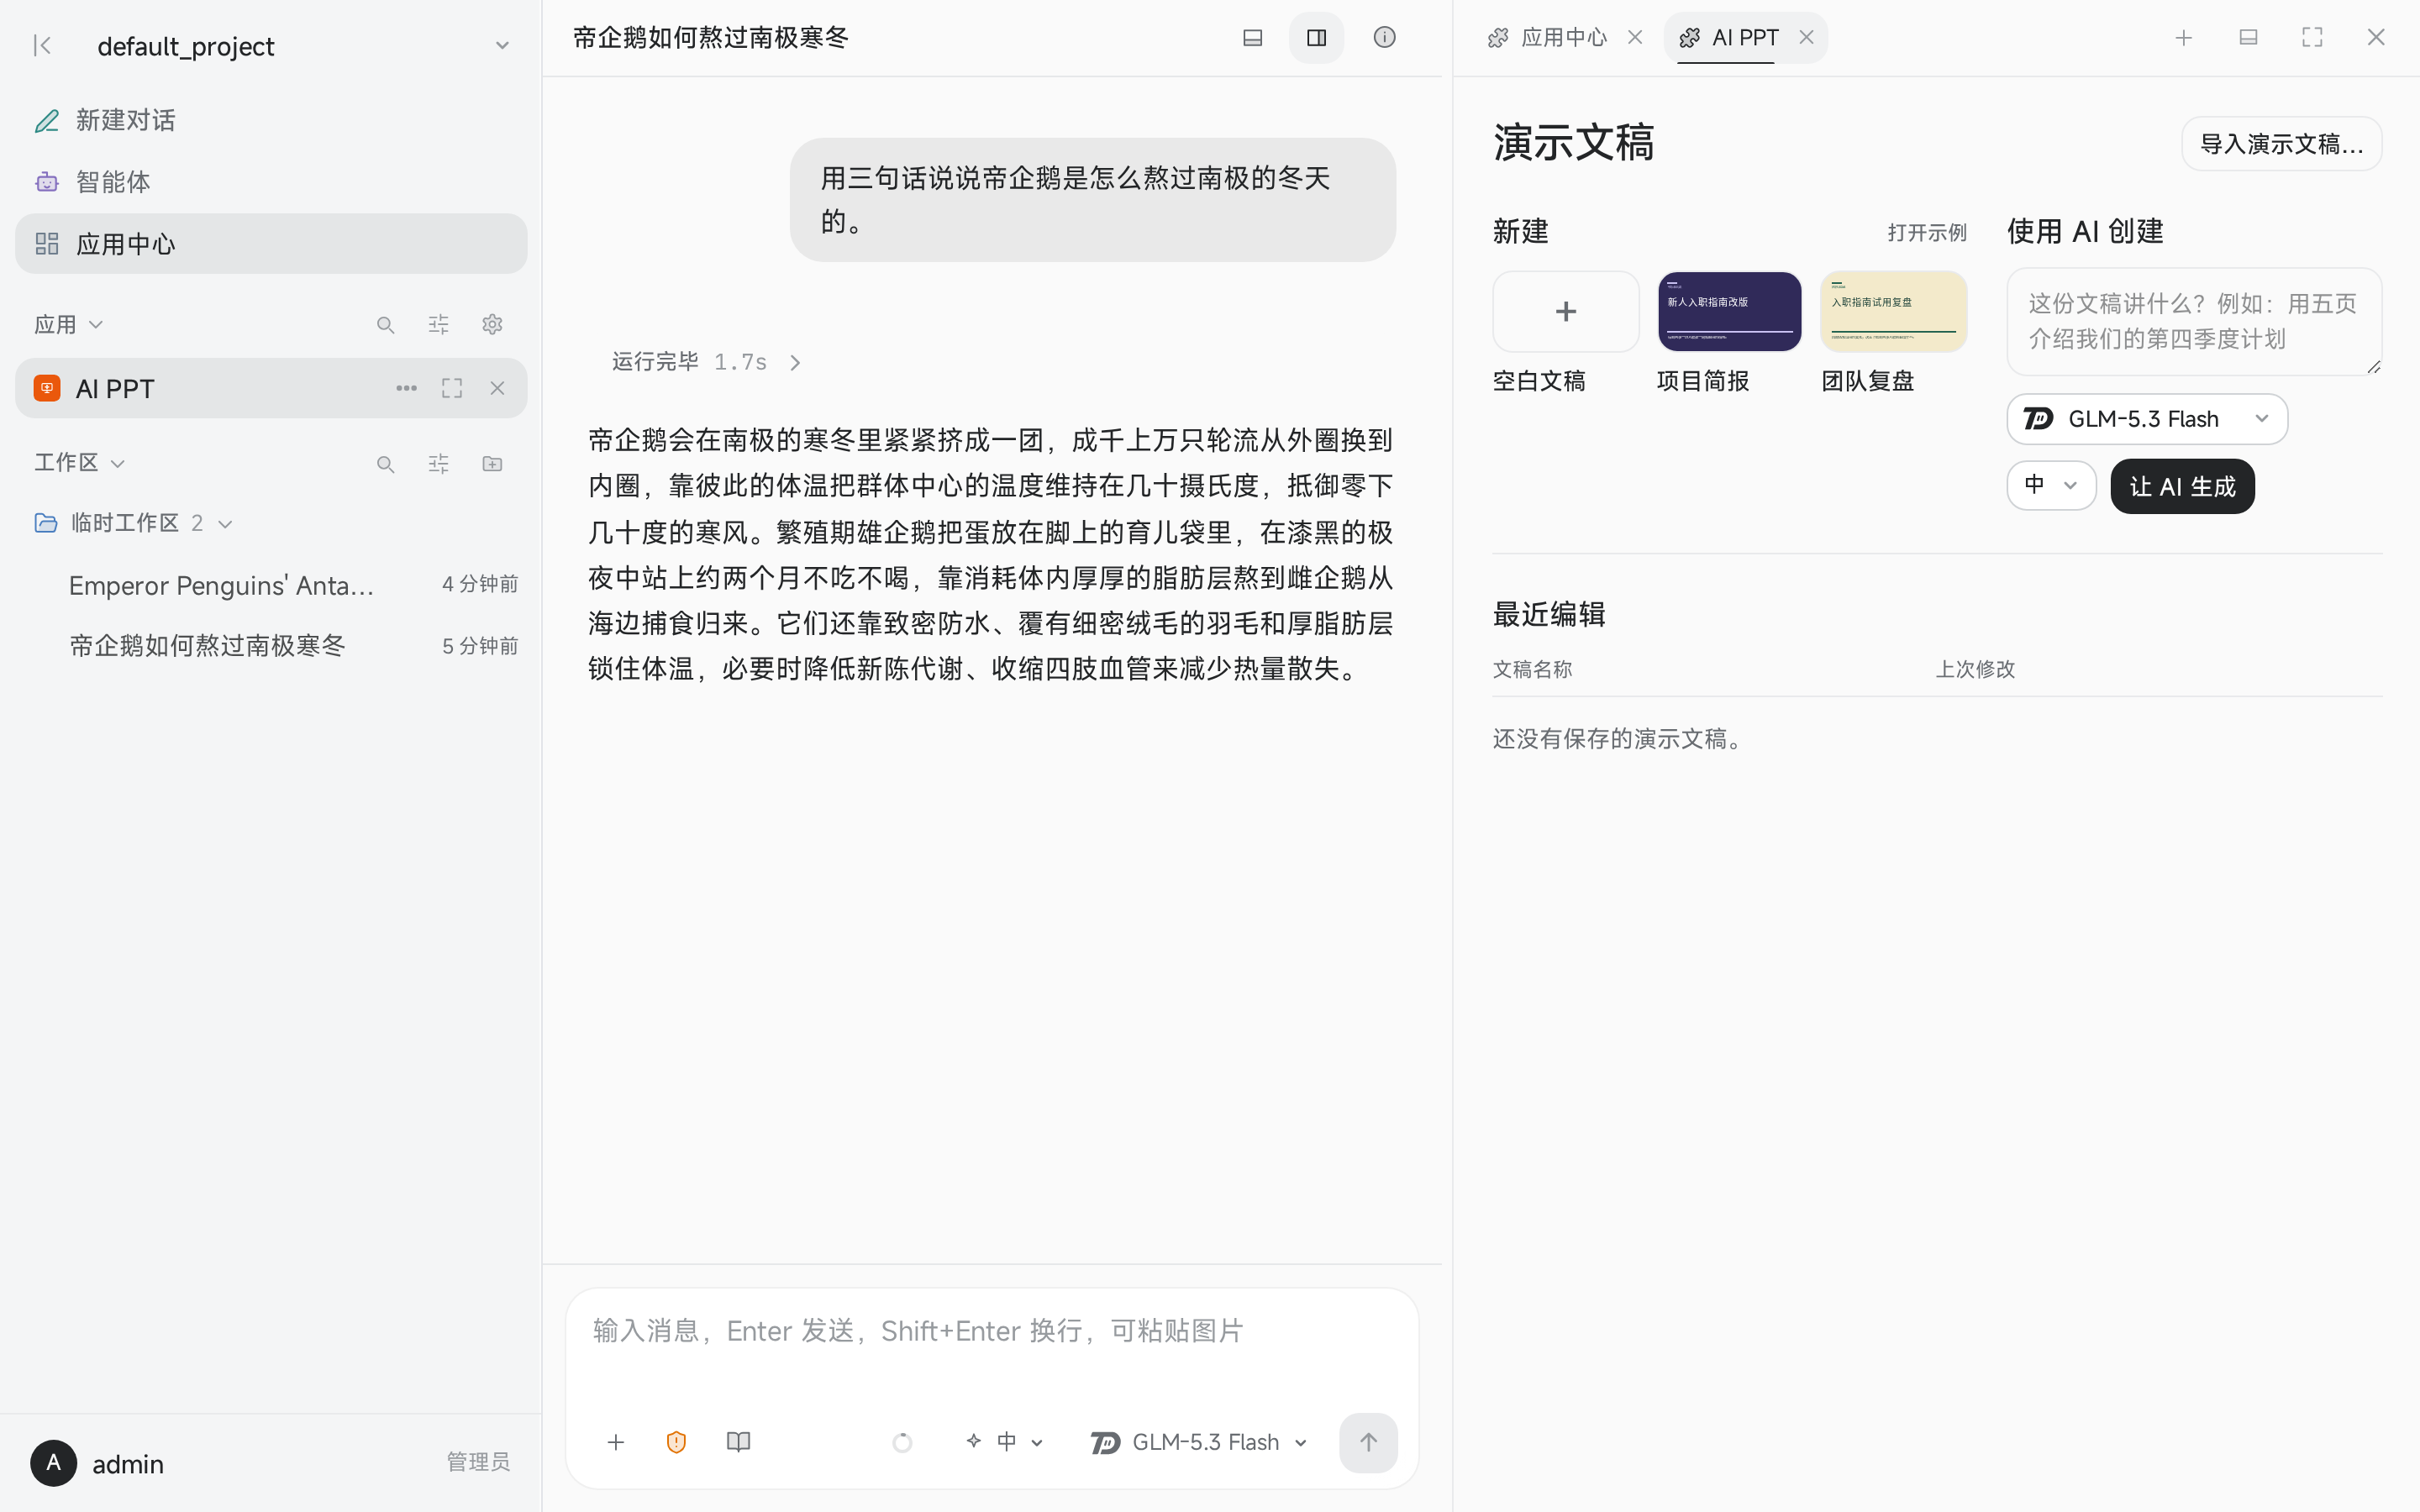 default_project
新建对话
智能体
应用中心
应用
AI PPT
工作区
临时工作区 2
Emperor Penguins' Anta... 4 分钟前
帝企鹅如何熬过南极寒冬 5 分钟前
A admin 管理员
帝企鹅如何熬过南极寒冬
用三句话说说帝企鹅是怎么熬过南极的冬天
的。
运行完毕 1.7s
帝企鹅会在南极的寒冬里紧紧挤成一团，成千上万只轮流从外圈换到
内圈，靠彼此的体温把群体中心的温度维持在几十摄氏度，抵御零下
几十度的寒风。繁殖期雄企鹅把蛋放在脚上的育儿袋里，在漆黑的极
夜中站上约两个月不吃不喝，靠消耗体内厚厚的脂肪层熬到雌企鹅从
海边捕食归来。它们还靠致密防水、覆有细密绒毛的羽毛和厚脂肪层
锁住体温，必要时降低新陈代谢、收缩四肢血管来减少热量散失。
输入消息，Enter 发送，Shift+Enter 换行，可粘贴图片
中 GLM-5.3 Flash
应用中心 AI PPT
演示文稿
导入演示文稿...
新建 打开示例
新人入职指南改版
入职指南试用复盘
空白文稿 项目简报 团队复盘
使用 AI 创建
这份文稿讲什么？例如：用五页
介绍我们的第四季度计划
GLM-5.3 Flash
中 让 AI 生成
最近编辑
文稿名称 上次修改
还没有保存的演示文稿。